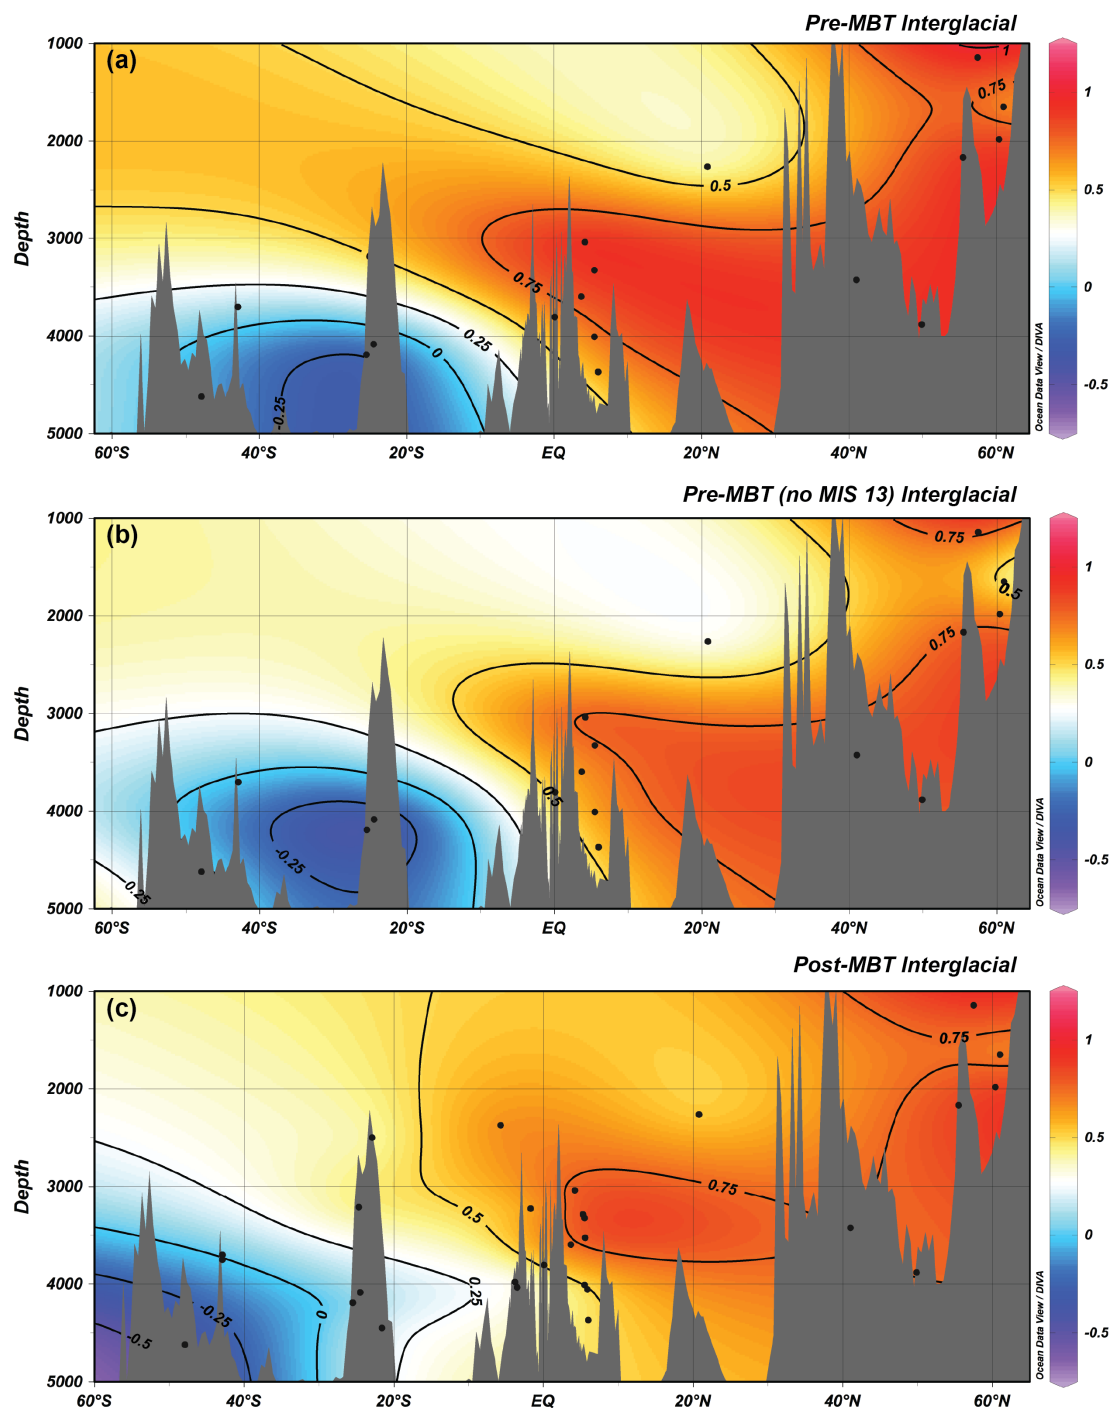 Pre-MBT Interglacial
(a)
1000
2000
3000
4000
5000
Depth
1
0.75
0.5
0.75
0.25
0
-0.25
60°S
40°S
20°S
EQ
20°N
40°N
60°N
1
0.5
0
-0.5
Ocean Data View / DIVA
Pre-MBT (no MIS 13) Interglacial
(b)
1000
2000
3000
4000
5000
Depth
0.75
0.5
0.75
0.5
-0.25
0.25
60°S
40°S
20°S
EQ
20°N
40°N
60°N
1
0.5
0
-0.5
Ocean Data View / DIVA
Post-MBT Interglacial
(c)
1000
2000
3000
4000
5000
Depth
0.75
0.75
0.5
0.25
0
-0.25
-0.5
60°S
40°S
20°S
EQ
20°N
40°N
60°N
1
0.5
0
-0.5
Ocean Data View / DIVA